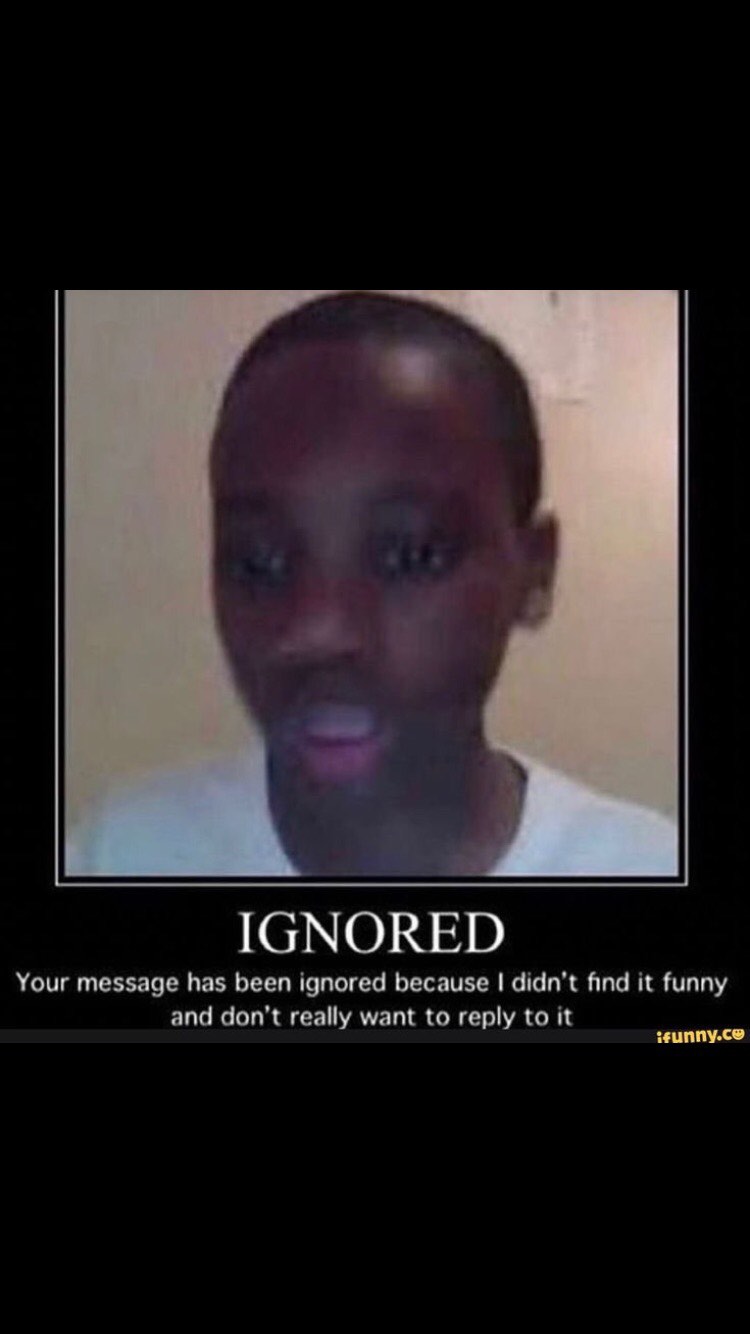 IGNORED
Your message has been ignored because I didn't find it funny
and don't really want to reply to it
ifunny.co